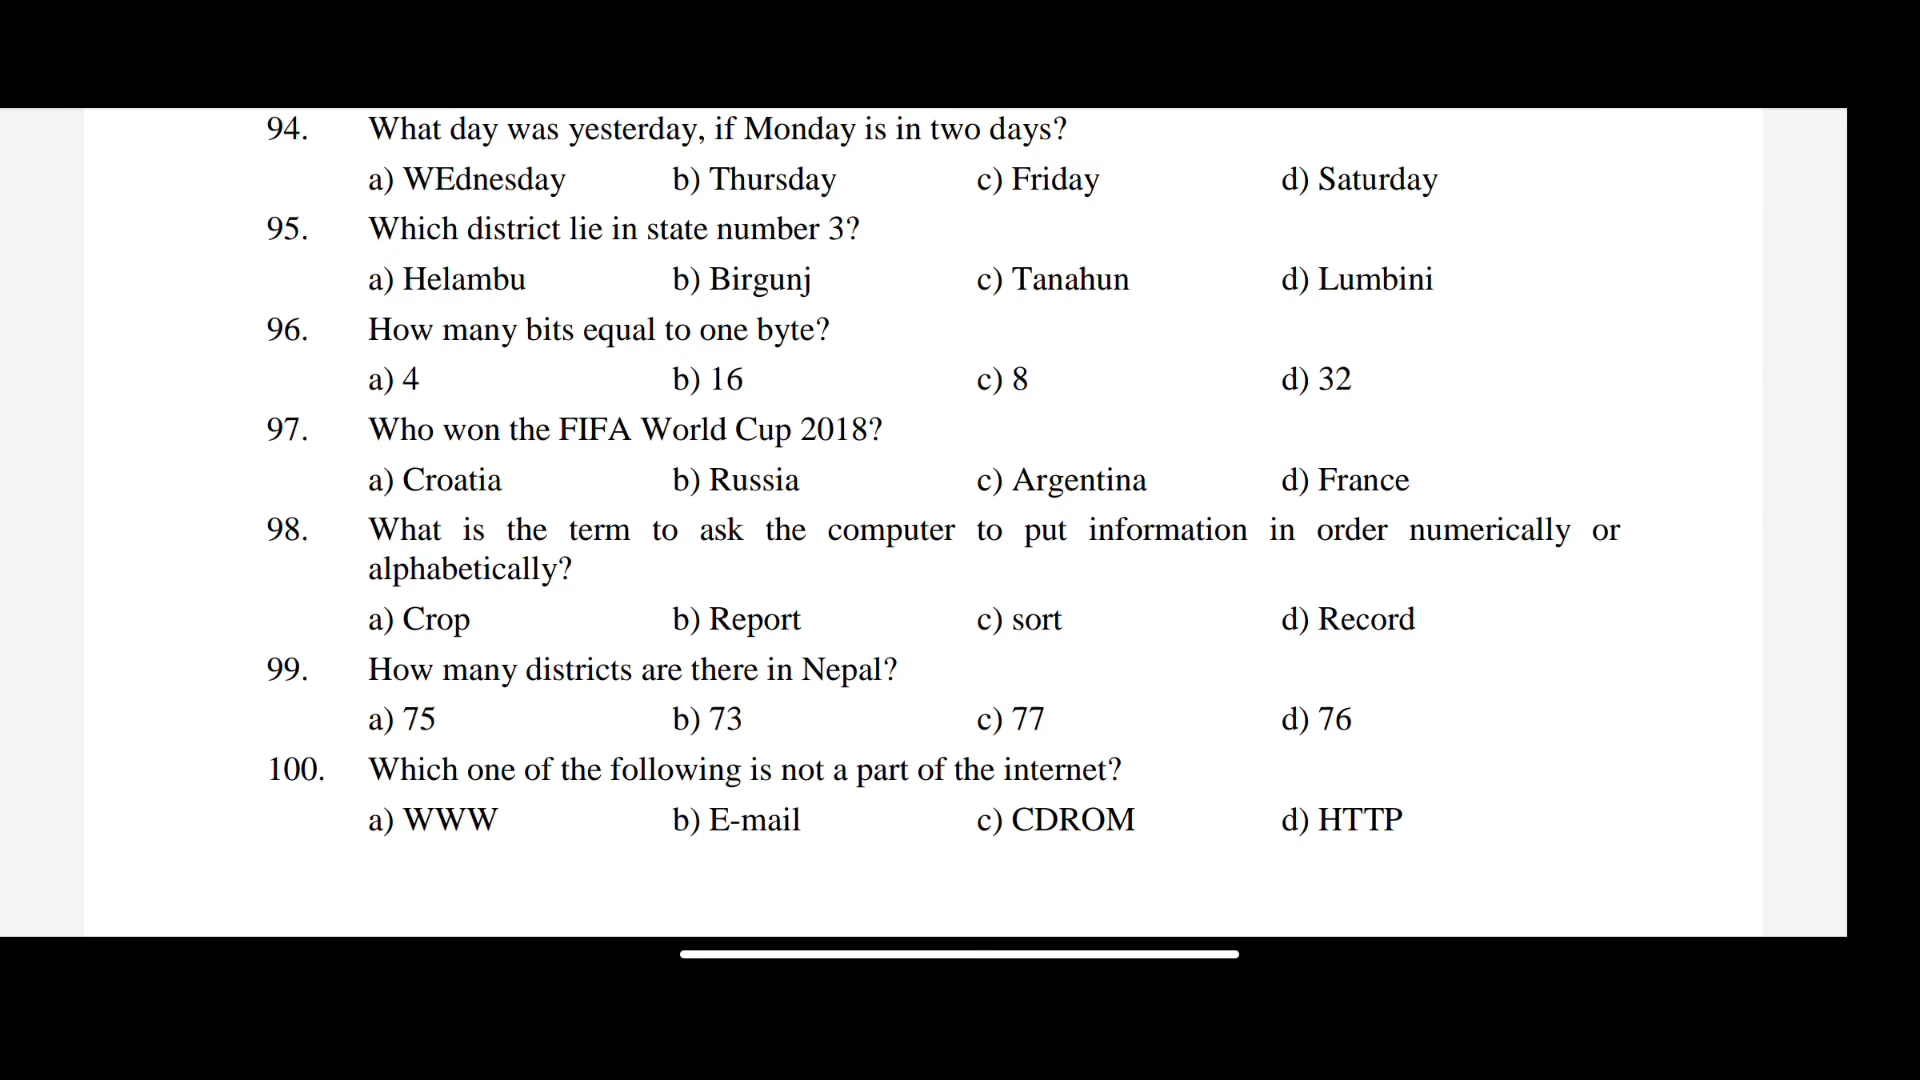 94. What day was yesterday, if Monday is in two days?
a) WEdnesday b) Thursday c) Friday d) Saturday
95. Which district lie in state number 3?
a) Helambu b) Birgunj c) Tanahun d) Lumbini
96. How many bits equal to one byte?
a) 4 b) 16 c) 8 d) 32
97. Who won the FIFA World Cup 2018?
a) Croatia b) Russia c) Argentina d) France
98. What is the term to ask the computer to put information in order numerically or
alphabetically?
a) Crop b) Report c) sort d) Record
99. How many districts are there in Nepal?
a) 75 b) 73 c) 77 d) 76
100. Which one of the following is not a part of the internet?
a) WWW b) E-mail c) CDROM d) HTTP